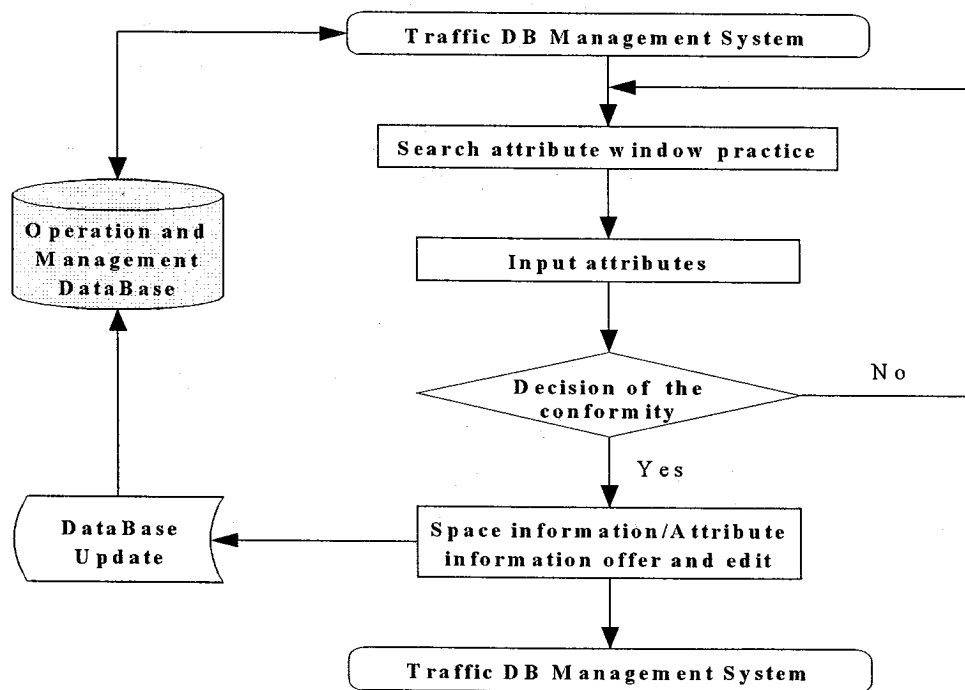 Traffic DB Management System
Search attribute window practice
Operation and
Management
DataBase
Input attributes
Decision of the
conformity
No
Yes
DataBase
Update
Space information/Attribute
information offer and edit
Traffic DB Management System